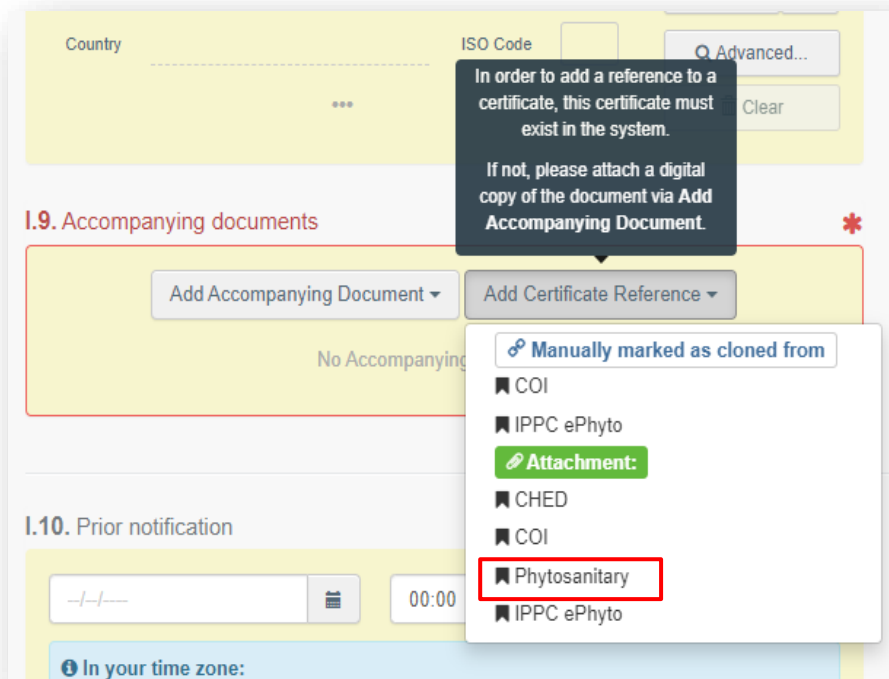 Country
ISO Code
Advanced...
Clear
•••
In order to add a reference to a
certificate, this certificate must
exist in the system.
If not, please attach a digital
copy of the document via Add
Accompanying Document.
I.9. Accompanying documents
Add Accompanying Document
Add Certificate Reference
No Accompanying
Manually marked as cloned from
COI
IPPC ePhyto
Attachment:
CHED
COI
Phytosanitary
IPPC ePhyto
I.10. Prior notification
--/--/----
00:00
In your time zone: